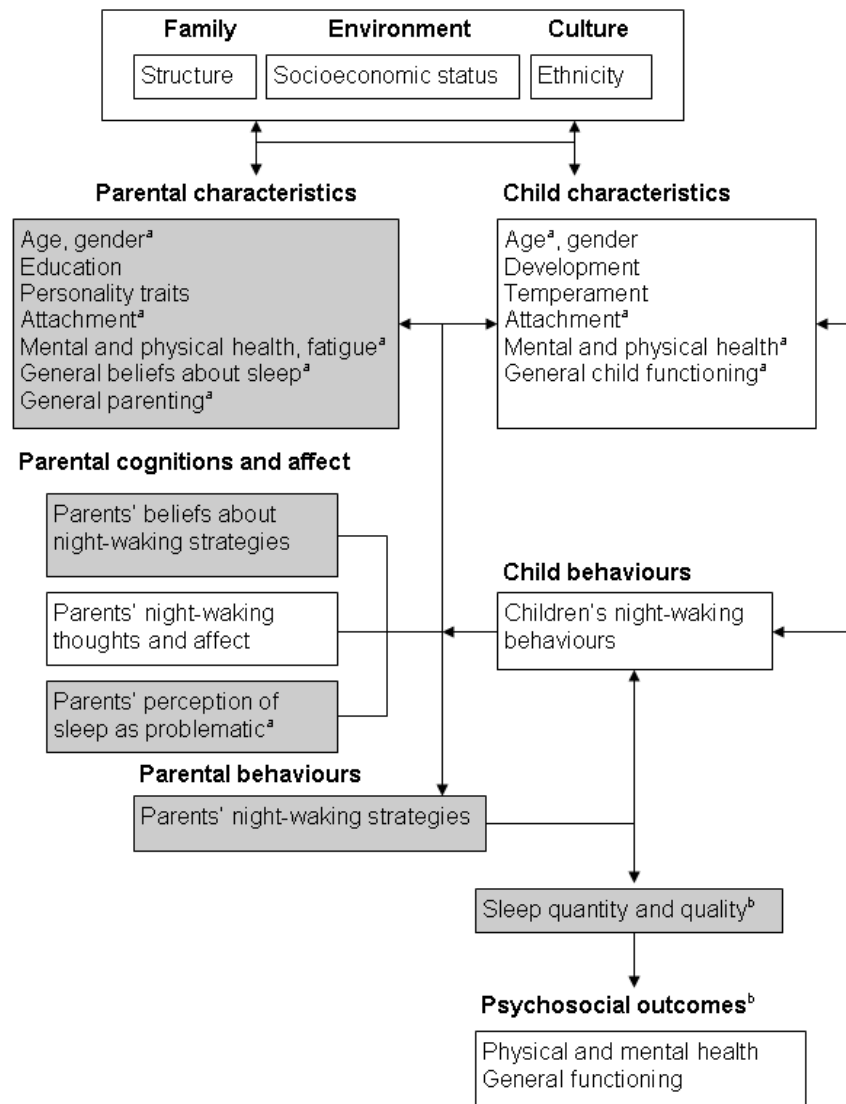 Family Environment Culture
Structure Socioeconomic status Ethnicity
Parental characteristics
Age, genderᵃ
Education
Personality traits
Attachmentᵃ
Mental and physical health, fatigueᵃ
General beliefs about sleepᵃ
General parentingᵃ
Child characteristics
Ageᵃ, gender
Development
Temperament
Attachmentᵃ
Mental and physical healthᵃ
General child functioningᵃ
Parental cognitions and affect
Parents' beliefs about
night-waking strategies
Parents' night-waking
thoughts and affect
Parents' perception of
sleep as problematicᵃ
Child behaviours
Children's night-waking
behaviours
Parental behaviours
Parents' night-waking strategies
Sleep quantity and qualityᵇ
Psychosocial outcomesᵇ
Physical and mental health
General functioning